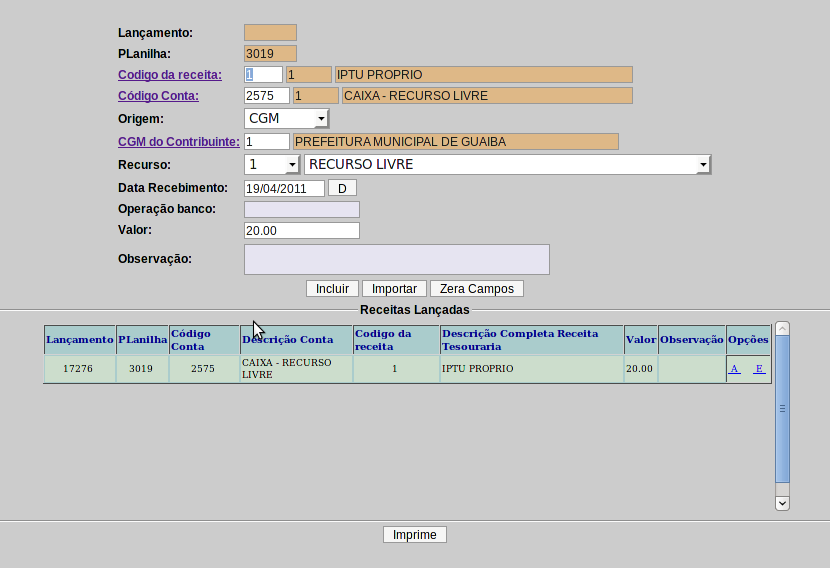 Lançamento:
PLanilha: 3019
Codigo da receita: 1 1 IPTU PROPRIO
Código Conta: 2575 1 CAIXA - RECURSO LIVRE
Origem: CGM
CGM do Contribuinte: 1 PREFEITURA MUNICIPAL DE GUAIBA
Recurso: 1 RECURSO LIVRE
Data Recebimento: 19/04/2011 D
Operação banco:
Valor: 20.00
Observação:
Incluir Importar Zera Campos
Receitas Lançadas
Lançamento PLanilha Código Conta Descrição Conta Codigo da receita Descrição Completa Receita Tesouraria Valor Observação Opções
17276 3019 2575 CAIXA - RECURSO LIVRE 1 IPTU PROPRIO 20.00 A E
Imprime